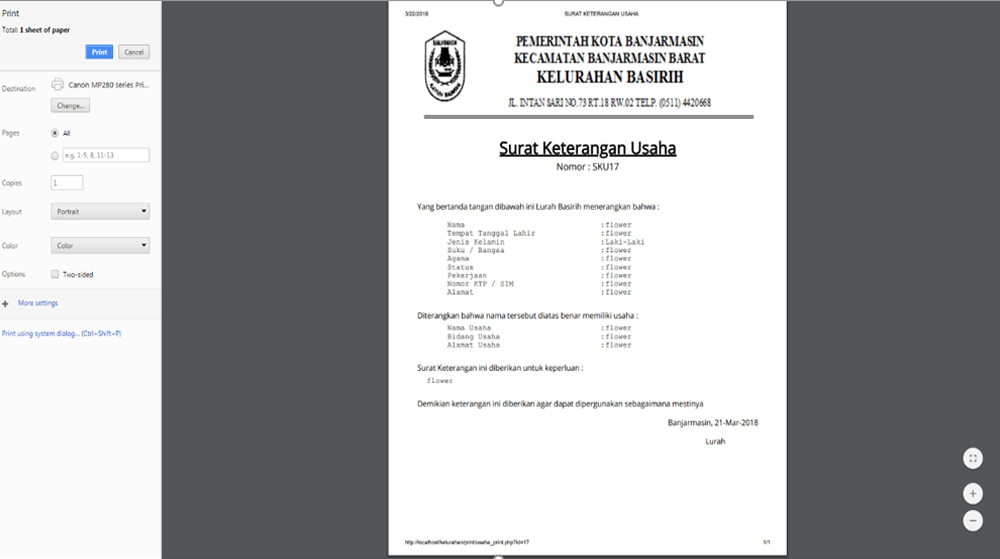 Print
Total: 1 sheet of paper
Print Cancel
Destination Canon MP280 series Pri...
Change...
Pages All
e.g. 1-5, 8, 11-13
Copies 1
Layout Portrait
Color Color
Options Two-sided
+ More settings
Print using system dialog... (Ctrl+Shift+P)
3/22/2018 SURAT KETERANGAN USAHA
PEMERINTAH KOTA BANJARMASIN
KECAMATAN BANJARMASIN BARAT
KELURAHAN BASIRIH
JL. INTAN SARI NO.73 RT.18 RW.02 TELP. (0511) 4420668
Surat Keterangan Usaha
Nomor : SKU17
Yang bertanda tangan dibawah ini Lurah Basirih menerangkan bahwa :
Nama :flower
Tempat Tanggal Lahir :flower
Jenis Kelamin :Laki-Laki
Suku / Bangsa :flower
Agama :flower
Status :flower
Pekerjaan :flower
Nomor KTP / SIM :flower
Alamat :flower
Diterangkan bahwa nama tersebut diatas benar memiliki usaha :
Nama Usaha :flower
Bidang Usaha :flower
Alamat Usaha :flower
Surat Keterangan ini diberikan untuk keperluan :
flower
Demikian keterangan ini diberikan agar dapat dipergunakan sebagaimana mestinya
Banjarmasin, 21-Mar-2018
Lurah
http://localhost/kelurahan/print/usaha_print.php?id=17 1/1